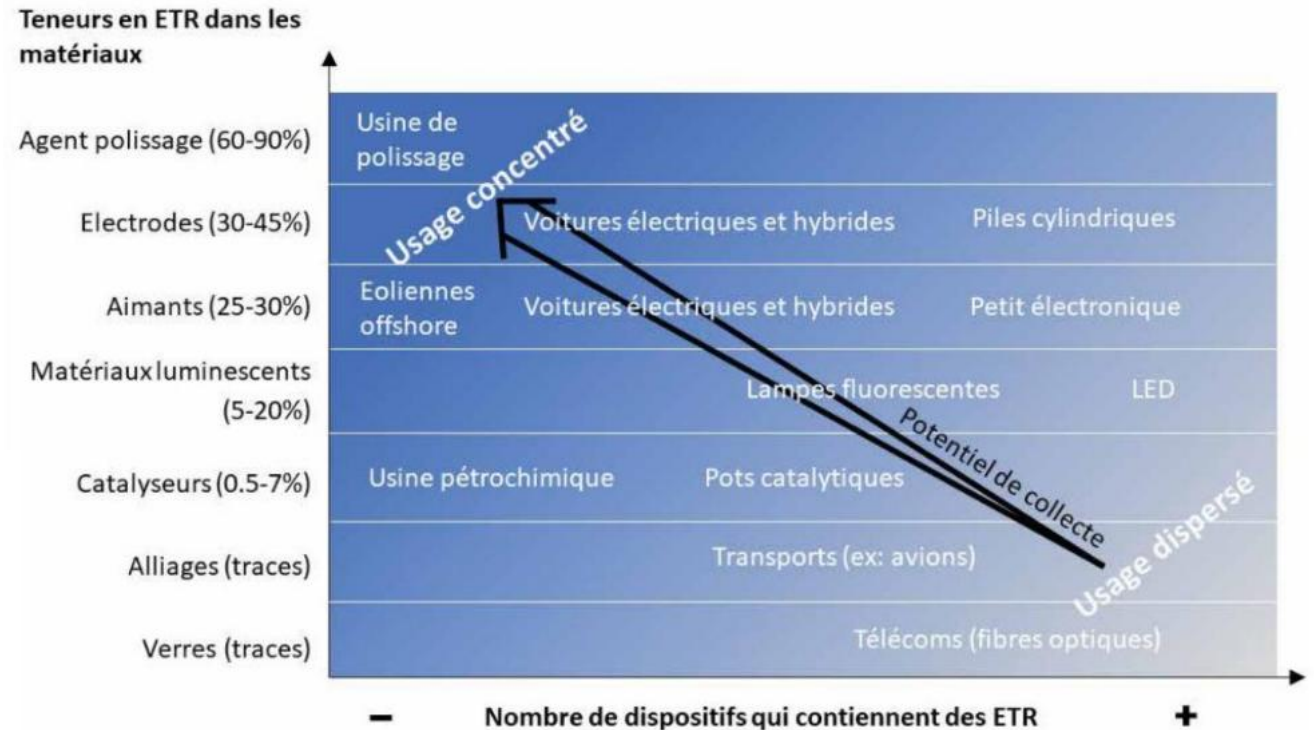 Teneurs en ETR dans les
matériaux
Agent polissage (60-90%)
Usine de
polissage
Usage concentré
Electrodes (30-45%)
Voitures électriques et hybrides
Piles cylindriques
Aimants (25-30%)
Eoliennes
offshore
Voitures électriques et hybrides
Petit électronique
Matériaux luminescents
(5-20%)
Lampes fluorescentes
LED
Potentiel de collecte
Catalyseurs (0.5-7%)
Usine pétrochimique
Pots catalytiques
Usage dispersé
Alliages (traces)
Transports (ex: avions)
Verres (traces)
Télécoms (fibres optiques)
− Nombre de dispositifs qui contiennent des ETR +